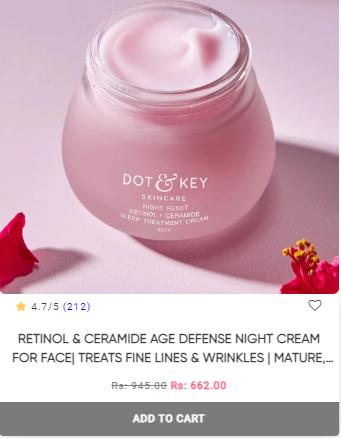 DOT & KEY
SKINCARE
NIGHT RESET
RETINOL + CERAMIDE
SLEEP TREATMENT CREAM
60ml
4.7/5 (212)
RETINOL & CERAMIDE AGE DEFENSE NIGHT CREAM
FOR FACE| TREATS FINE LINES & WRINKLES | MATURE,...
Rs: 945.00 Rs: 662.00
ADD TO CART